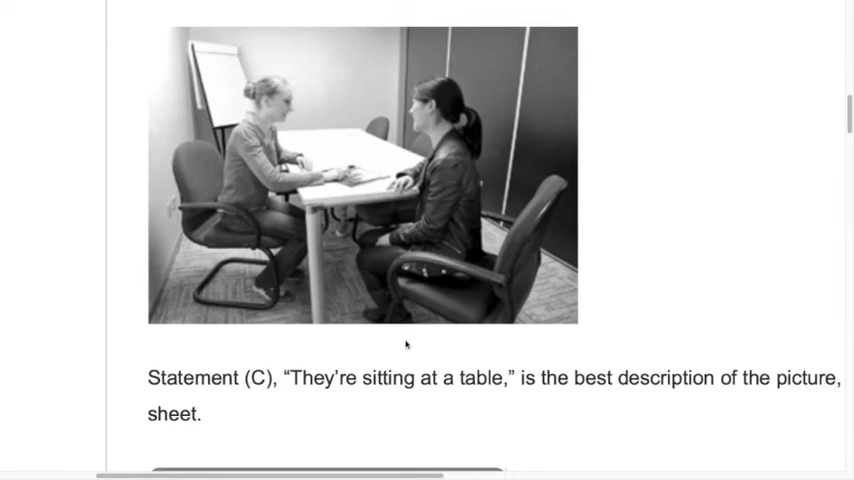 Statement (C), “They’re sitting at a table,” is the best description of the picture,
sheet.